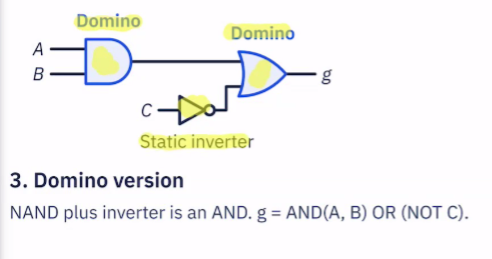 Domino
Domino
A
B
g
C
Static inverter
3. Domino version
NAND plus inverter is an AND. g = AND(A, B) OR (NOT C).